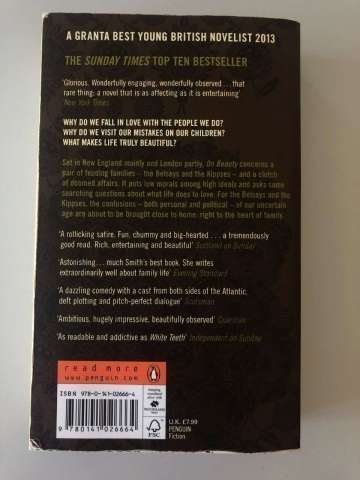 A GRANTA BEST YOUNG BRITISH NOVELIST 2013
THE SUNDAY TIMES TOP TEN BESTSELLER
'Glorious. Wonderfully engaging, wonderfully observed . . . that
rare thing: a novel that is as affecting as it is entertaining'
New York Times
WHY DO WE FALL IN LOVE WITH THE PEOPLE WE DO?
WHY DO WE VISIT OUR MISTAKES ON OUR CHILDREN?
WHAT MAKES LIFE TRULY BEAUTIFUL?
Set in New England mainly and London partly, On Beauty concerns a
pair of feuding families – the Belseys and the Kippses – and a clutch
of doomed affairs. It puts low morals among high ideals and asks some
searching questions about what life does to love. For the Belseys and the
Kippses, the confusions – both personal and political – of our uncertain
age are about to be brought close to home: right to the heart of family.
'A rollicking satire. Fun, chummy and big-hearted . . . a tremendously
good read. Rich, entertaining and beautiful' Scotland on Sunday
'Astonishing . . . much Smith's best book. She writes
extraordinarily well about family life' Evening Standard
'A dazzling comedy with a cast from both sides of the Atlantic,
deft plotting and pitch-perfect dialogue' Scotsman
'Ambitious, hugely impressive, beautifully observed' Guardian
'As readable and addictive as White Teeth' Independent on Sunday
read more
www.penguin.com
ISBN 978-0-141-02666-4
9 780141 026664
FSC
U.K. £7.99
PENGUIN
Fiction